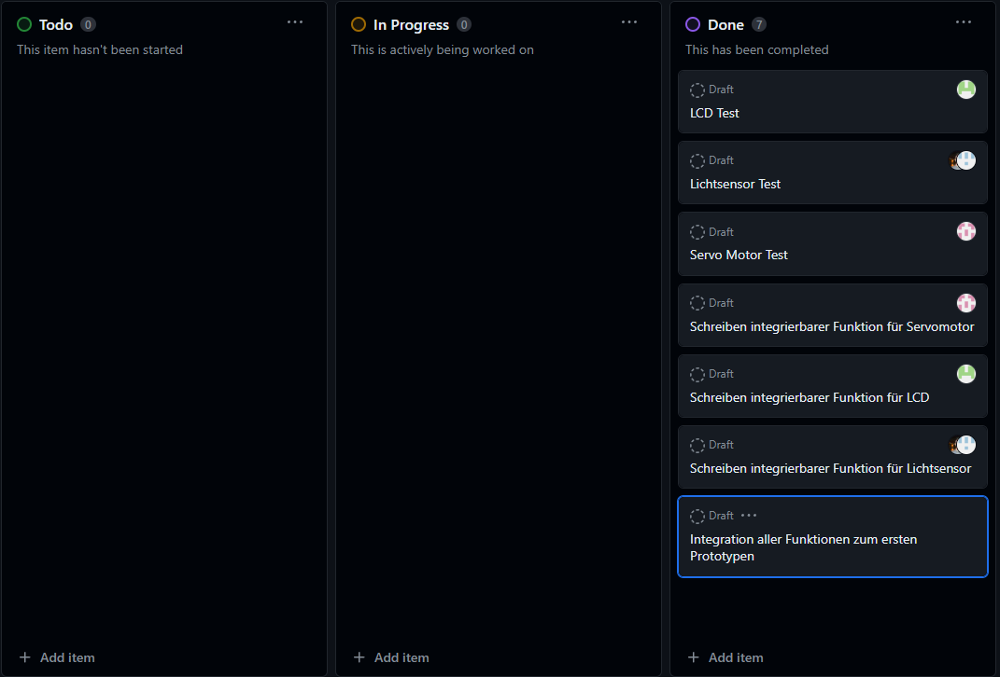 Todo 0 ...
This item hasn't been started
Add item
In Progress 0 ...
This is actively being worked on
Add item
Done 7 ...
This has been completed
Draft
LCD Test
Draft
Lichtsensor Test
Draft
Servo Motor Test
Draft
Schreiben integrierbarer Funktion für Servomotor
Draft
Schreiben integrierbarer Funktion für LCD
Draft
Schreiben integrierbarer Funktion für Lichtsensor
Draft ...
Integration aller Funktionen zum ersten
Prototypen
Add item